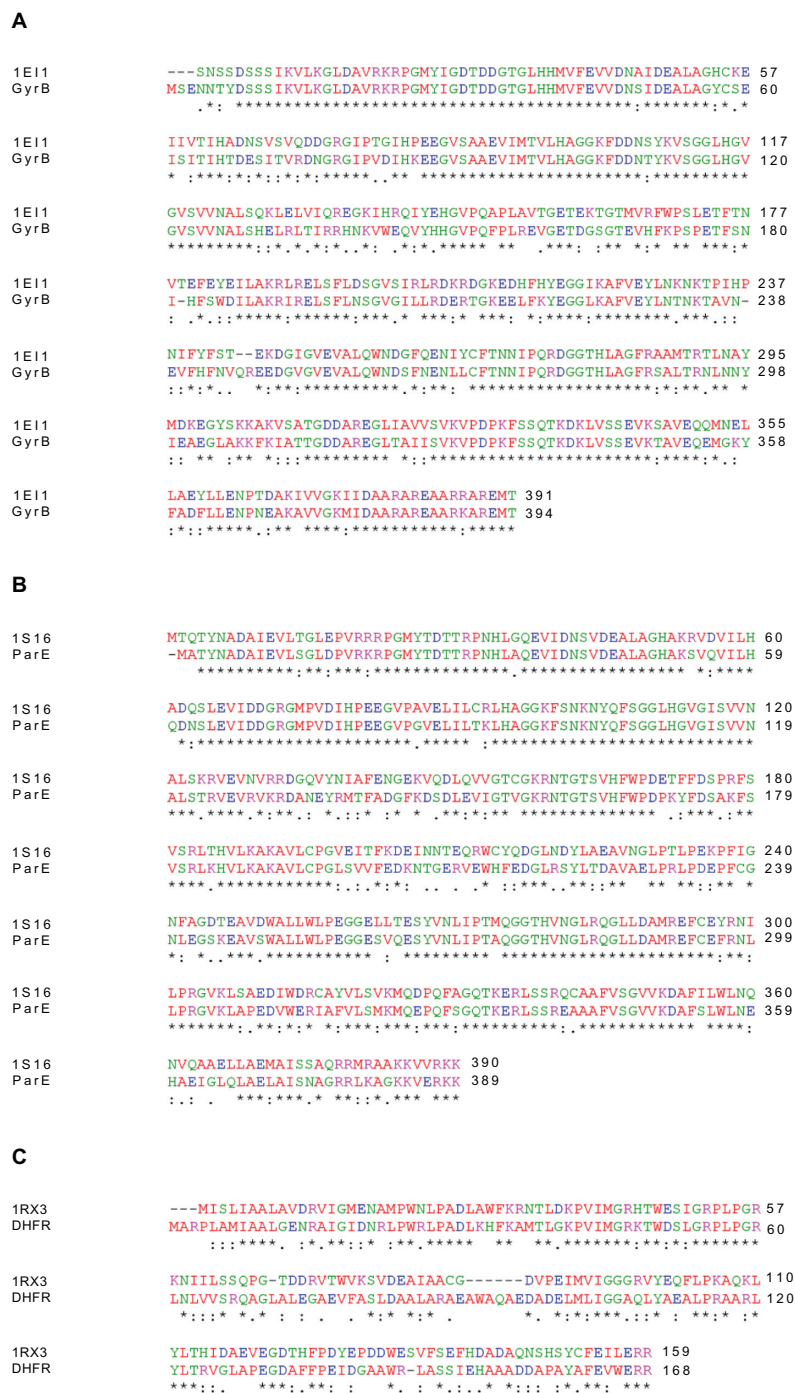 A
1EI1 ---SNSSDSSSIKVLKGLDAVRKRPGMYIGDTDDGTGLHHMVFEVVDNAIDEALAGHCKE 57
GyrB MSENNTYDSSSIKVLKGLDAVRKRPGMYIGDTDDGTGLHHMVFEVVDNSIDEALAGYCSE 60
.*: *****************************************:*******:*.*
1EI1 IIVTIHADNSVSVQDDGRGIPTGIHPEEGVSAAEVIMTVLHAGGKFDDNSYKVSGGLHGV 117
GyrB ISITIHTDESITVRDNGRGIPVDIHKEEGVSAAEVIMTVLHAGGKFDDNTYKVSGGLHGV 120
* :***:*:*::*:*:*****..** ***********************:**********
1EI1 GVSVVNALSQKLELVIQREGKIHRQIYEHGVPQAPLAVTGETEKTGTMVRFWPSLETFTN 177
GyrB GVSVVNALSHELRLTIRRHNKVWEQVYHHGVPQFPLREVGETDGSGTEVHFKPSPETFSN 180
*********::*.*.*:*..*: .*:*.***** ** .***: :** *:* ** ***:*
1EI1 VTEFEYEILAKRLRELSFLDSGVSIRLRDKRDGKEDHFHYEGGIKAFVEYLNKNKTPIHP 237
GyrB I-HFSWDILAKRIRELSFLNSGVGILLRDERTGKEELFKYEGGLKAFVEYLNTNKTAVN- 238
: .*.::*****:******:***.* ***:* ***: *:****:********.***.::
1EI1 NIFYFST--EKDGIGVEVALQWNDGFQENIYCFTNNIPQRDGGTHLAGFRAAMTRTLNAY 295
GyrB EVFHFNVQREEDGVGVEVALQWNDSFNENLLCFTNNIPQRDGGTHLAGFRSALTRNLNNY 298
::*:*..  *:**:**********.*:**: *******************:*:**.** *
1EI1 MDKEGYSKKAKVSATGDDAREGLIAVVSVKVPDPKFSSQTKDKLVSSEVKSAVEQQMNEL 355
GyrB IEAEGLAKKFKIATTGDDAREGLTAIISVKVPDPKFSSQTKDKLVSSEVKTAVEQEMGKY 358
:: ** :** *::********* *::***********************:****:*.:
1EI1 LAEYLLENPTDAKIVVGKIIDAARAREAARRAREMT 391
GyrB FADFLLENPNEAKAVVGKMIDAARAREAARKAREMT 394
:*::*****.:** ****:***********:*****
B
1S16 MTQTYNADAIEVLTGLEPVRRRPGMYTDTTRPNHLGQEVIDNSVDEALAGHAKRVDVILH 60
ParE -MATYNADAIEVLSGLDPVRKRPGMYTDTTRPNHLAQEVIDNSVDEALAGHAKSVQVILH 59
**********:**:***:**************.***************** *:****
1S16 ADQSLEVIDDGRGMPVDIHPEEGVPAVELILCRLHAGGKFSNKNYQFSGGLHGVGISVVN 120
ParE QDNSLEVIDDGRGMPVDIHPEEGVPGVELILTKLHAGGKFSNKNYQFSGGLHGVGISVVN 119
*:**********************.***** :***************************
1S16 ALSKRVEVNVRRDGQVYNIAFENGEKVQDLQVVGTCGKRNTGTSVHFWPDETFFDSPRFS 180
ParE ALSTRVEVRVKRDANEYRMTFADGFKDSDLEVIGTVGKRNTGTSVHFWPDPKYFDSAKFS 179
***.****.*:**.: *.::* :* * .**:*:** ************** .:***.:**
1S16 VSRLTHVLKAKAVLCPGVEITFKDEINNTEQRWCYQDGLNDYLAEAVNGLPTLPEKPFIG 240
ParE VSRLKHVLKAKAVLCPGLSVVFEDKNTGERVEWHFEDGLRSYLTDAVAELPRLPDEPFCG 239
****.************:.:.*:*: .. . .* ::***..**::** ** **::** *
1S16 NFAGDTEAVDWALLWLPEGGELLTESYVNLIPTMQGGTHVNGLRQGLLDAMREFCEYRNI 300
ParE NLEGSKEAVSWALLWLPEGGESVQESYVNLIPTAQGGTHVNGLRQGLLDAMREFCEFRNL 299
*: *..***.*********** : ********* **********************:**:
1S16 LPRGVKLSAEDIWDRCAYVLSVKMQDPQFAGQTKERLSSRQCAAFVSGVVKDAFILWLNQ 360
ParE LPRGVKLAPEDVWERIAFVLSMKMQEPQFSGQTKERLSSREAAAFVSGVVKDAFSLWLNE 359
*******:.**:*:* *:***:***:***:**********:.************ ****:
1S16 NVQAAELLAEMAISSAQRRMRAAKKVVRKK 390
ParE HAEIGLQLAELAISNAGRRLKAGKKVERKK 389
:.: . ***:***.* **::*.*** ***
C
1RX3 ---MISLIAALAVDRVIGMENAMPWNLPADLAWFKRNTLDKPVIMGRHTWESIGRPLPGR 57
DHFR MARPLAMIAALGENRAIGIDNRLPWRLPADLKHFKAMTLGKPVIMGRKTWDSLGRPLPGR 60
:::****. :*.**::* :**.*****  **  **.*******:**:*:*******
1RX3 KNIILSSQPG-TDDRVTWVKSVDEAIAACG------DVPEIMVIGGGRVYEQFLPKAQKL 110
DHFR LNLVVSRQAGLALEGAEVFASLDAALARAEAWAQAEDADELMLIGGAQLYAEALPRAARL 120
*:::* *.* : : . . *:* *:* .      *. *:*:***.::* : **:* :*
1RX3 YLTHIDAEVEGDTHFPDYEPDDWESVFSEFHDADAQNSHSYCFEILERR 159
DHFR YLTRVGLAPEGDAFFPEIDGAAWR-LASSIEHAAADDAPAYAFEVWERR 168
***::.   ***:.**: :   *. : *.:..* *:: :*.**: ***